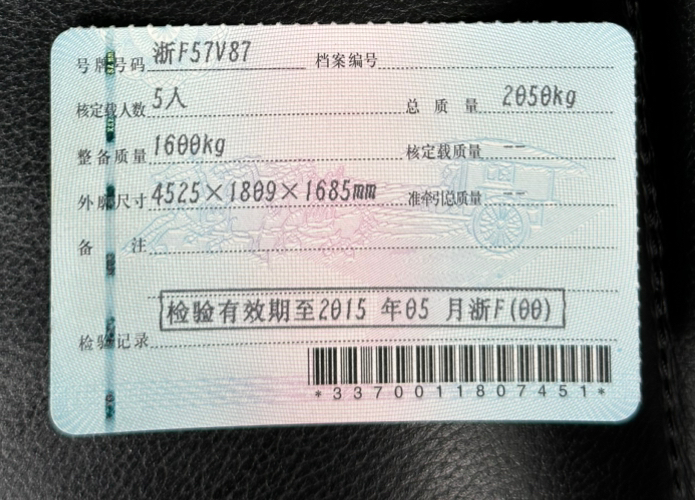 号牌号码 浙F57V87 档案编号
核定载人数 5人 总质量 2050kg
整备质量 1600kg 核定载质量 --
外廓尺寸 4525×1809×1685mm 准牵引总质量 --
备注
检验有效期至2015 年05 月浙F(00)
检验记录
*3370011807451*